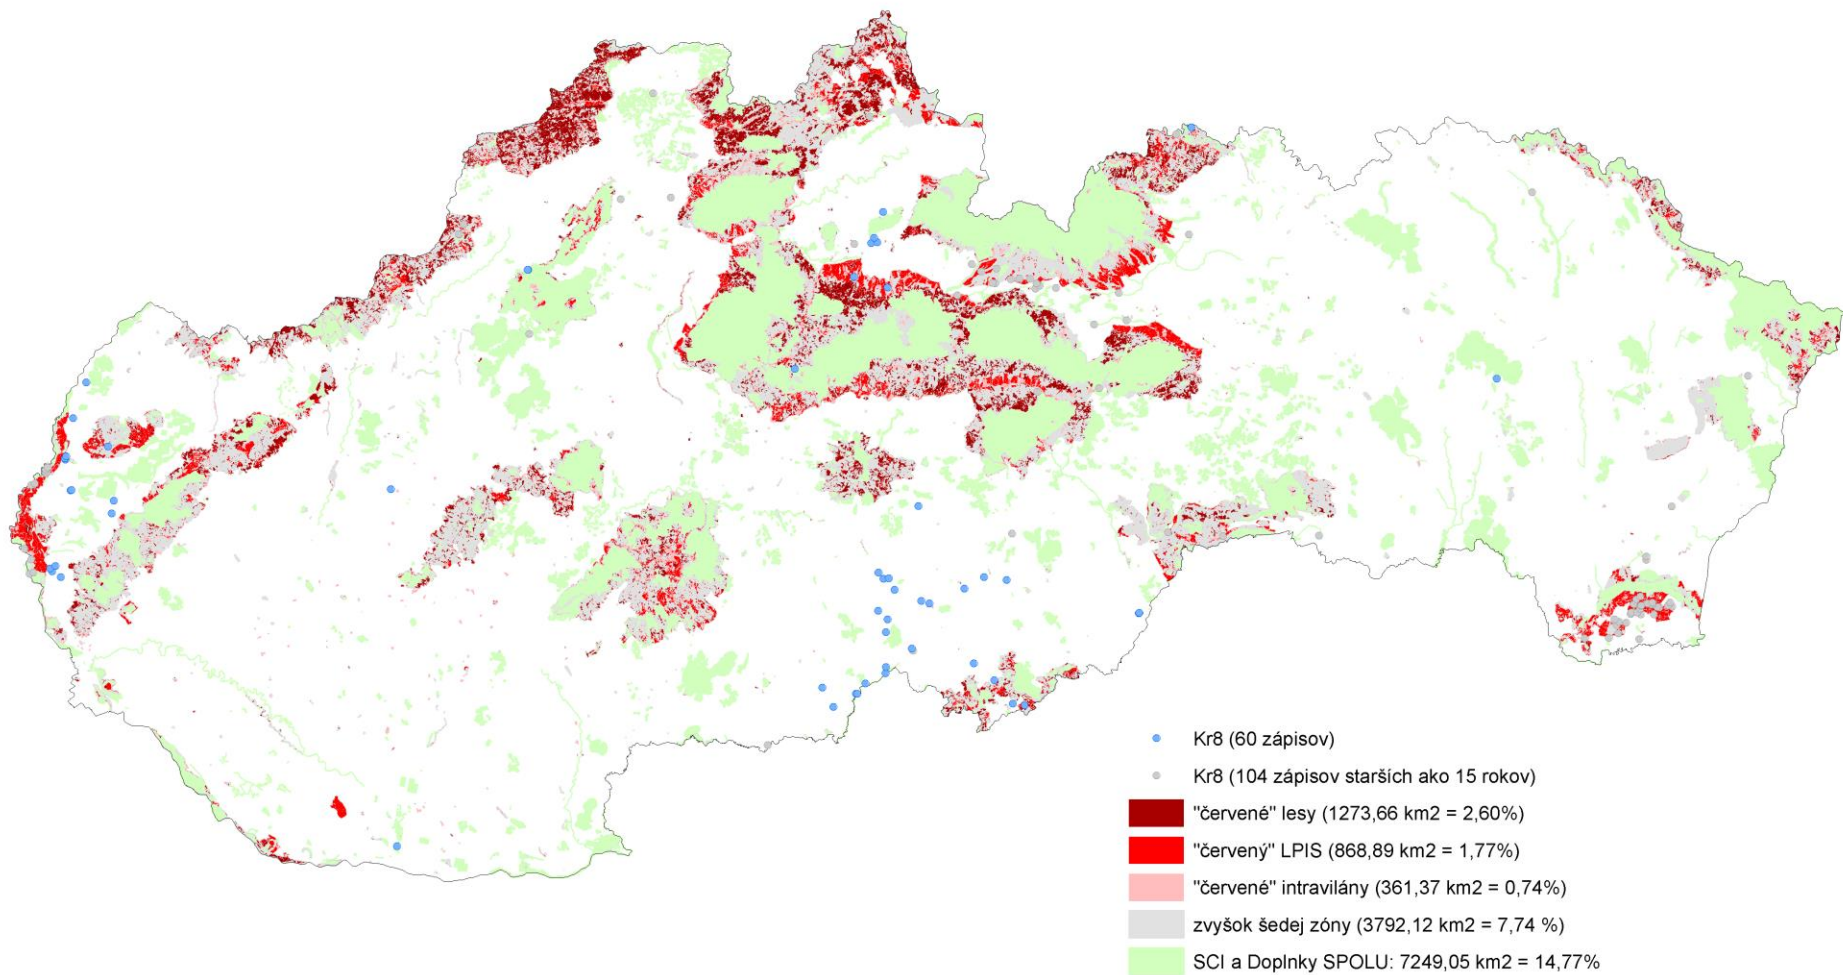 Kr8 (60 zápisov)
Kr8 (104 zápisov starších ako 15 rokov)
"červené" lesy (1273,66 km2 = 2,60%)
"červený" LPIS (868,89 km2 = 1,77%)
"červené" intravilány (361,37 km2 = 0,74%)
zvyšok šedej zóny (3792,12 km2 = 7,74 %)
SCI a Doplnky SPOLU: 7249,05 km2 = 14,77%